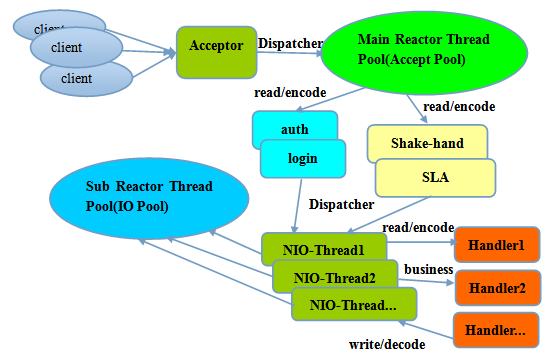 client
client
client
Acceptor
Dispatcher
Main Reactor Thread
Pool(Accept Pool)
read/encode
read/encode
auth
login
Shake-hand
SLA
Sub Reactor Thread
Pool(IO Pool)
Dispatcher
NIO-Thread1
NIO-Thread2
NIO-Thread...
read/encode
business
write/decode
Handler1
Handler2
Handler...